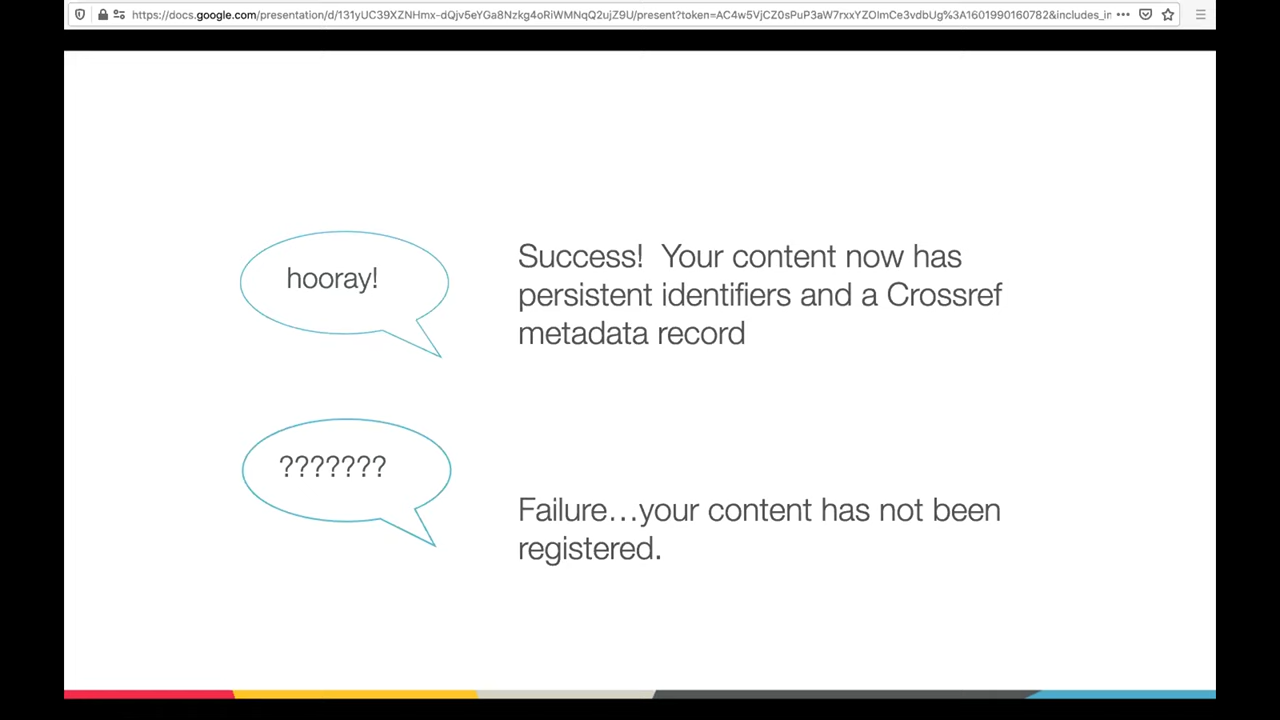 https://docs.google.com/presentation/d/131yUC39XZNHmx-dQjv5eYGa8Nzkg4oRiWMNqQ2ujZ9U/present?token=AC4w5VjCZ0sPuP3aW7rxxYZOlmCe3vdbUg%3A1601990160782&includes_in
hooray!
Success!  Your content now has
persistent identifiers and a Crossref
metadata record
???????
Failure…your content has not been
registered.